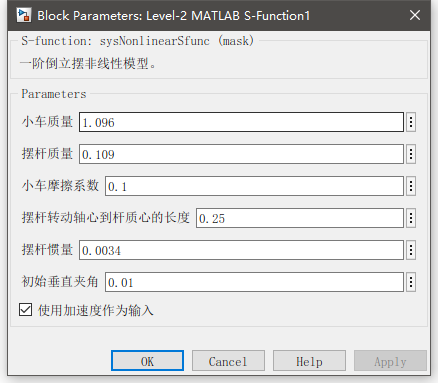 Block Parameters: Level-2 MATLAB S-Function1
S-function: sysNonlinearSfunc (mask)
一阶倒立摆非线性模型。
Parameters
小车质量 1.096
摆杆质量 0.109
小车摩擦系数 0.1
摆杆转动轴心到杆质心的长度 0.25
摆杆惯量 0.0034
初始垂直夹角 0.01
使用加速度作为输入
OK Cancel Help Apply